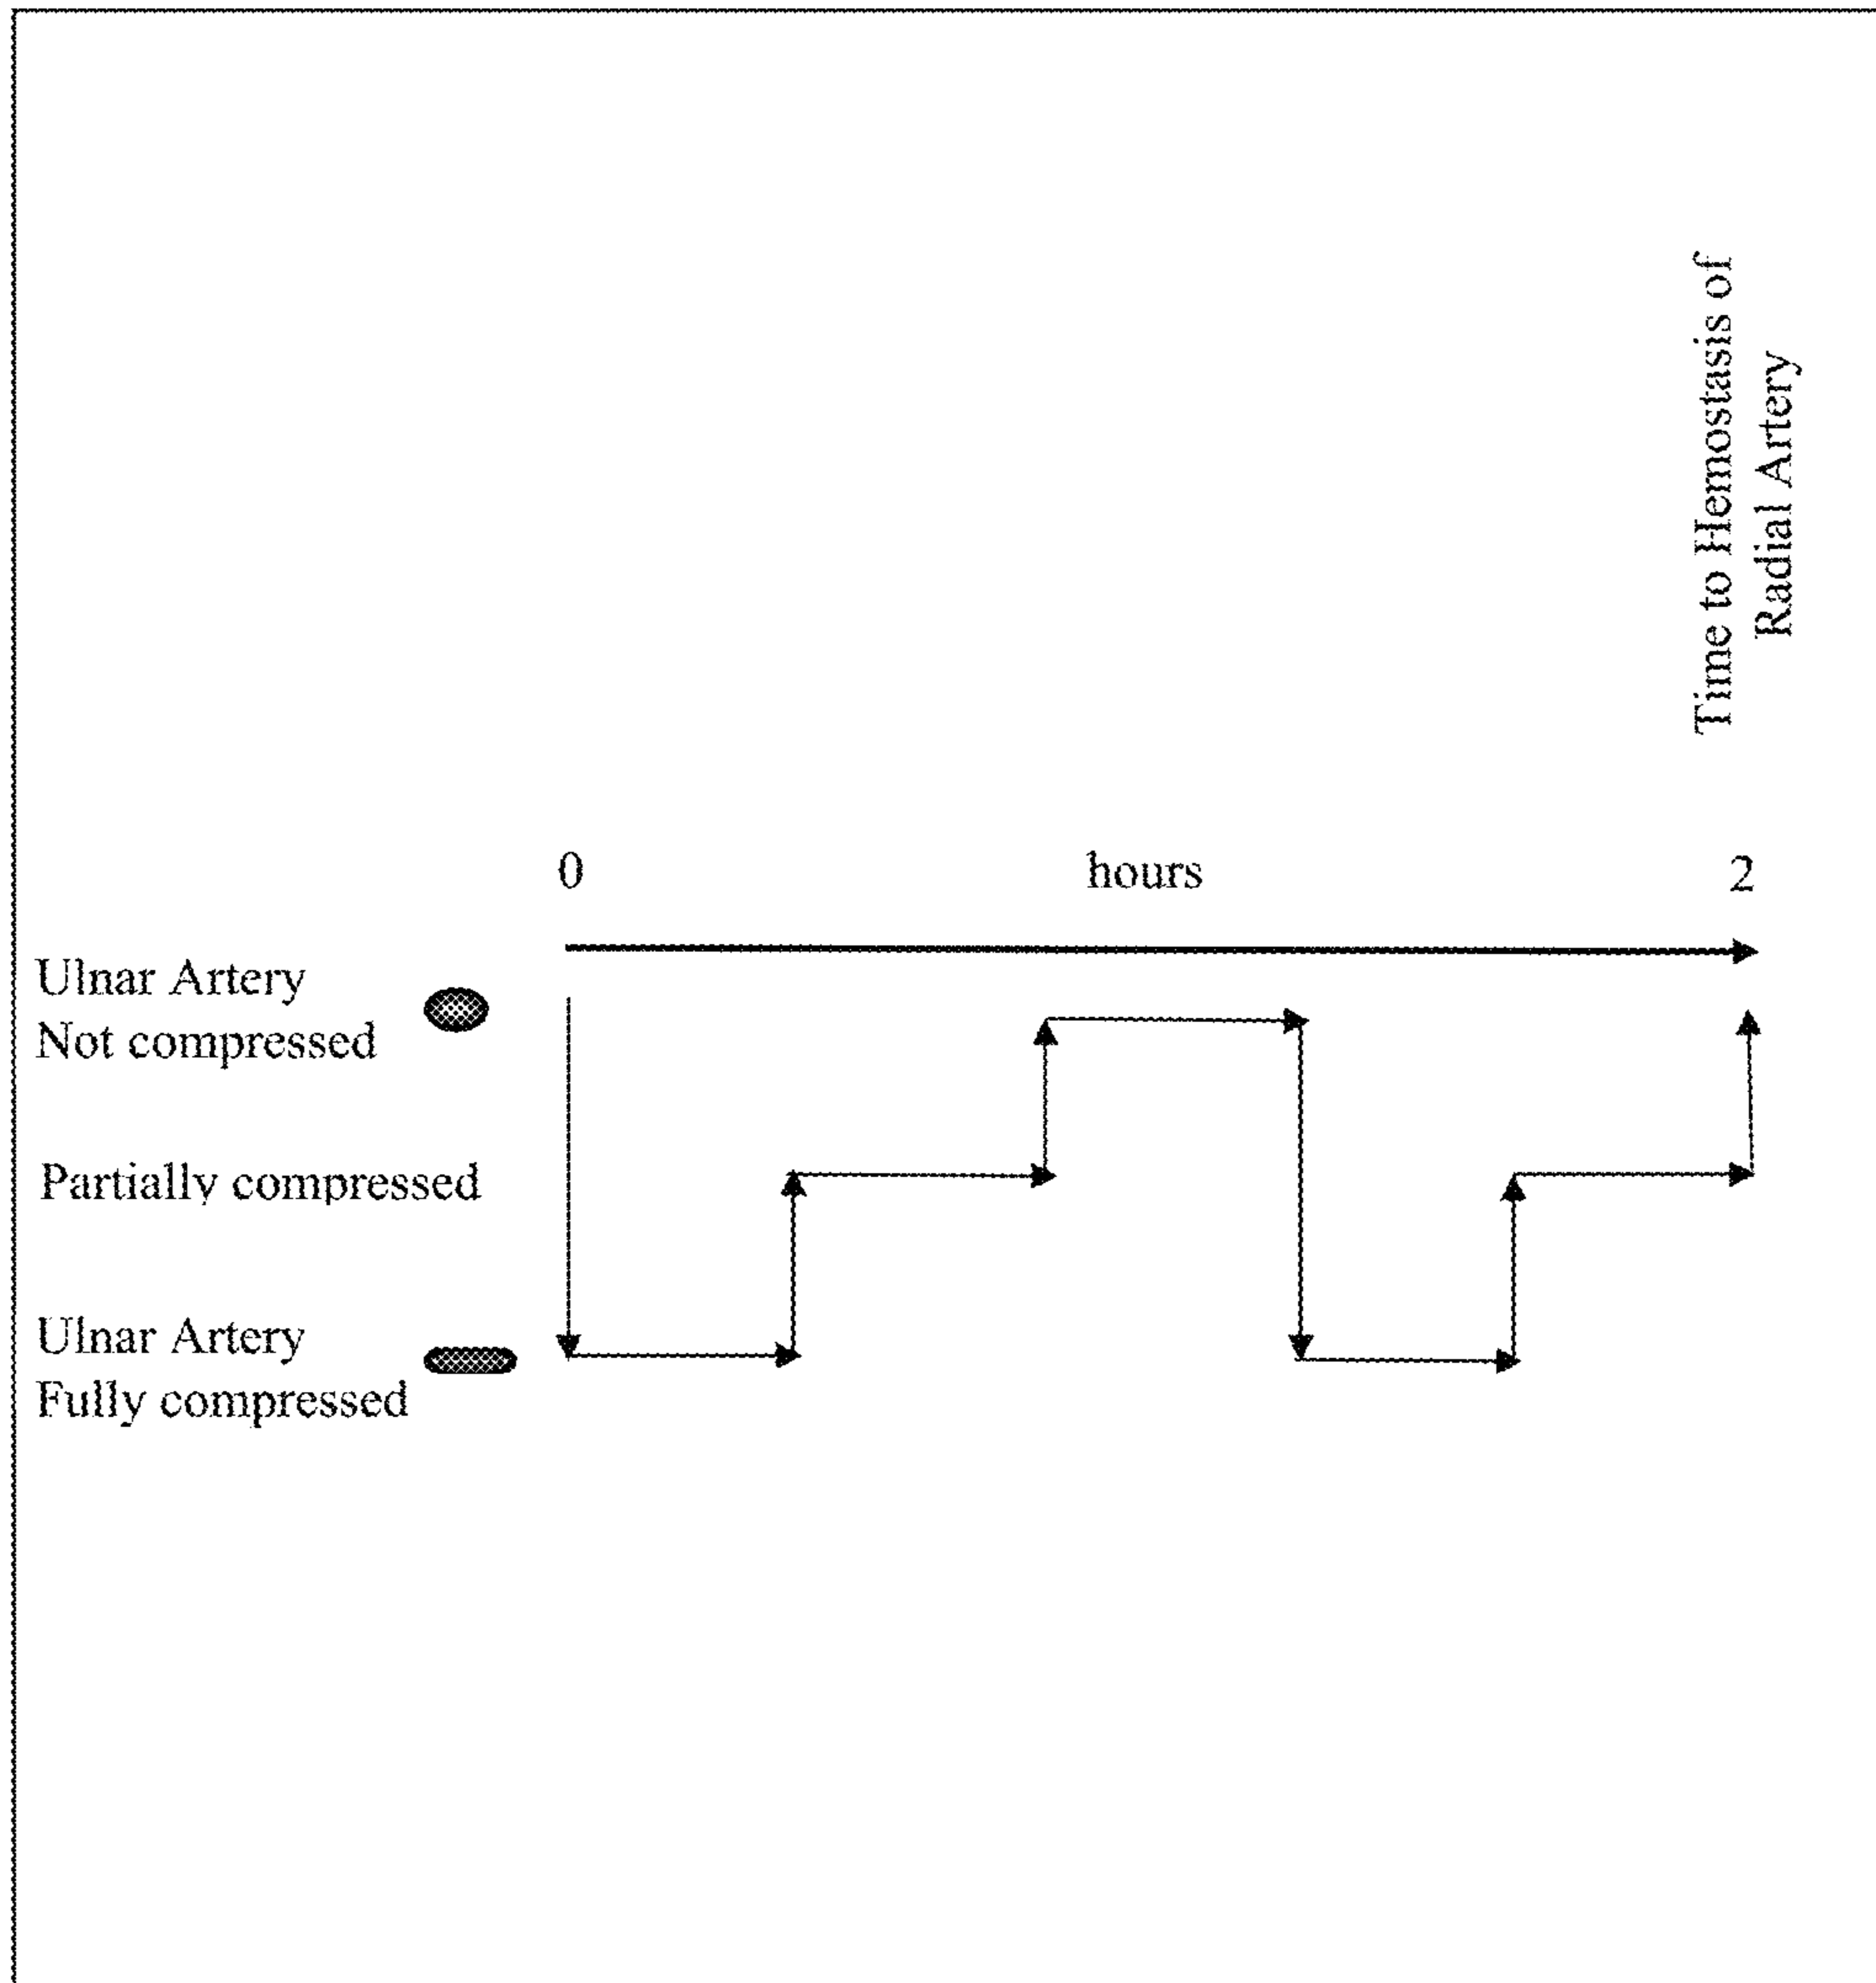 Time to Hemostasis of
Radial Artery
0 hours 2
Ulnar Artery
Not compressed
Partially compressed
Ulnar Artery
Fully compressed